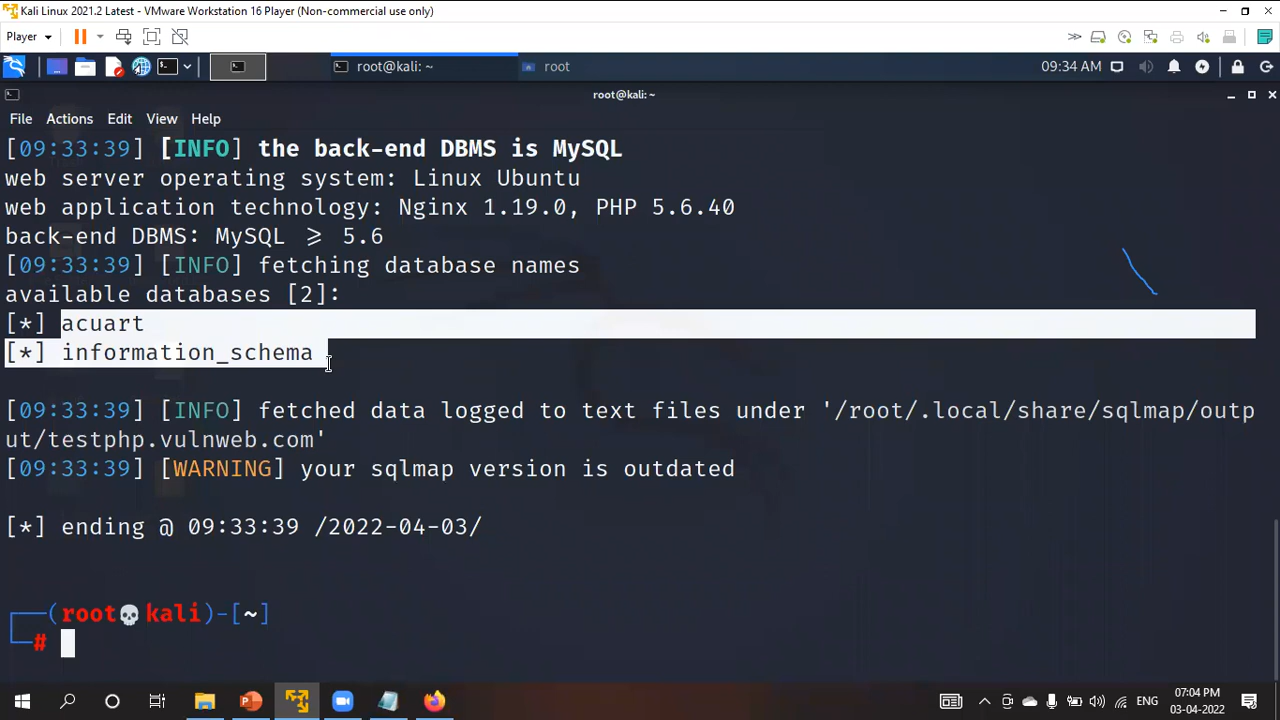 Kali Linux 2021.2 Latest - VMware Workstation 16 Player (Non-commercial use only)
Player
root@kali: ~
root
09:34 AM
root@kali:~
File Actions Edit View Help
[09:33:39] [INFO] the back-end DBMS is MySQL
web server operating system: Linux Ubuntu
web application technology: Nginx 1.19.0, PHP 5.6.40
back-end DBMS: MySQL ≥ 5.6
[09:33:39] [INFO] fetching database names
available databases [2]:
[*] acuart
[*] information_schema
[09:33:39] [INFO] fetched data logged to text files under '/root/.local/share/sqlmap/outp
ut/testphp.vulnweb.com'
[09:33:39] [WARNING] your sqlmap version is outdated
[*] ending @ 09:33:39 /2022-04-03/
(root💀kali)-[~]
#
ENG
07:04 PM
03-04-2022